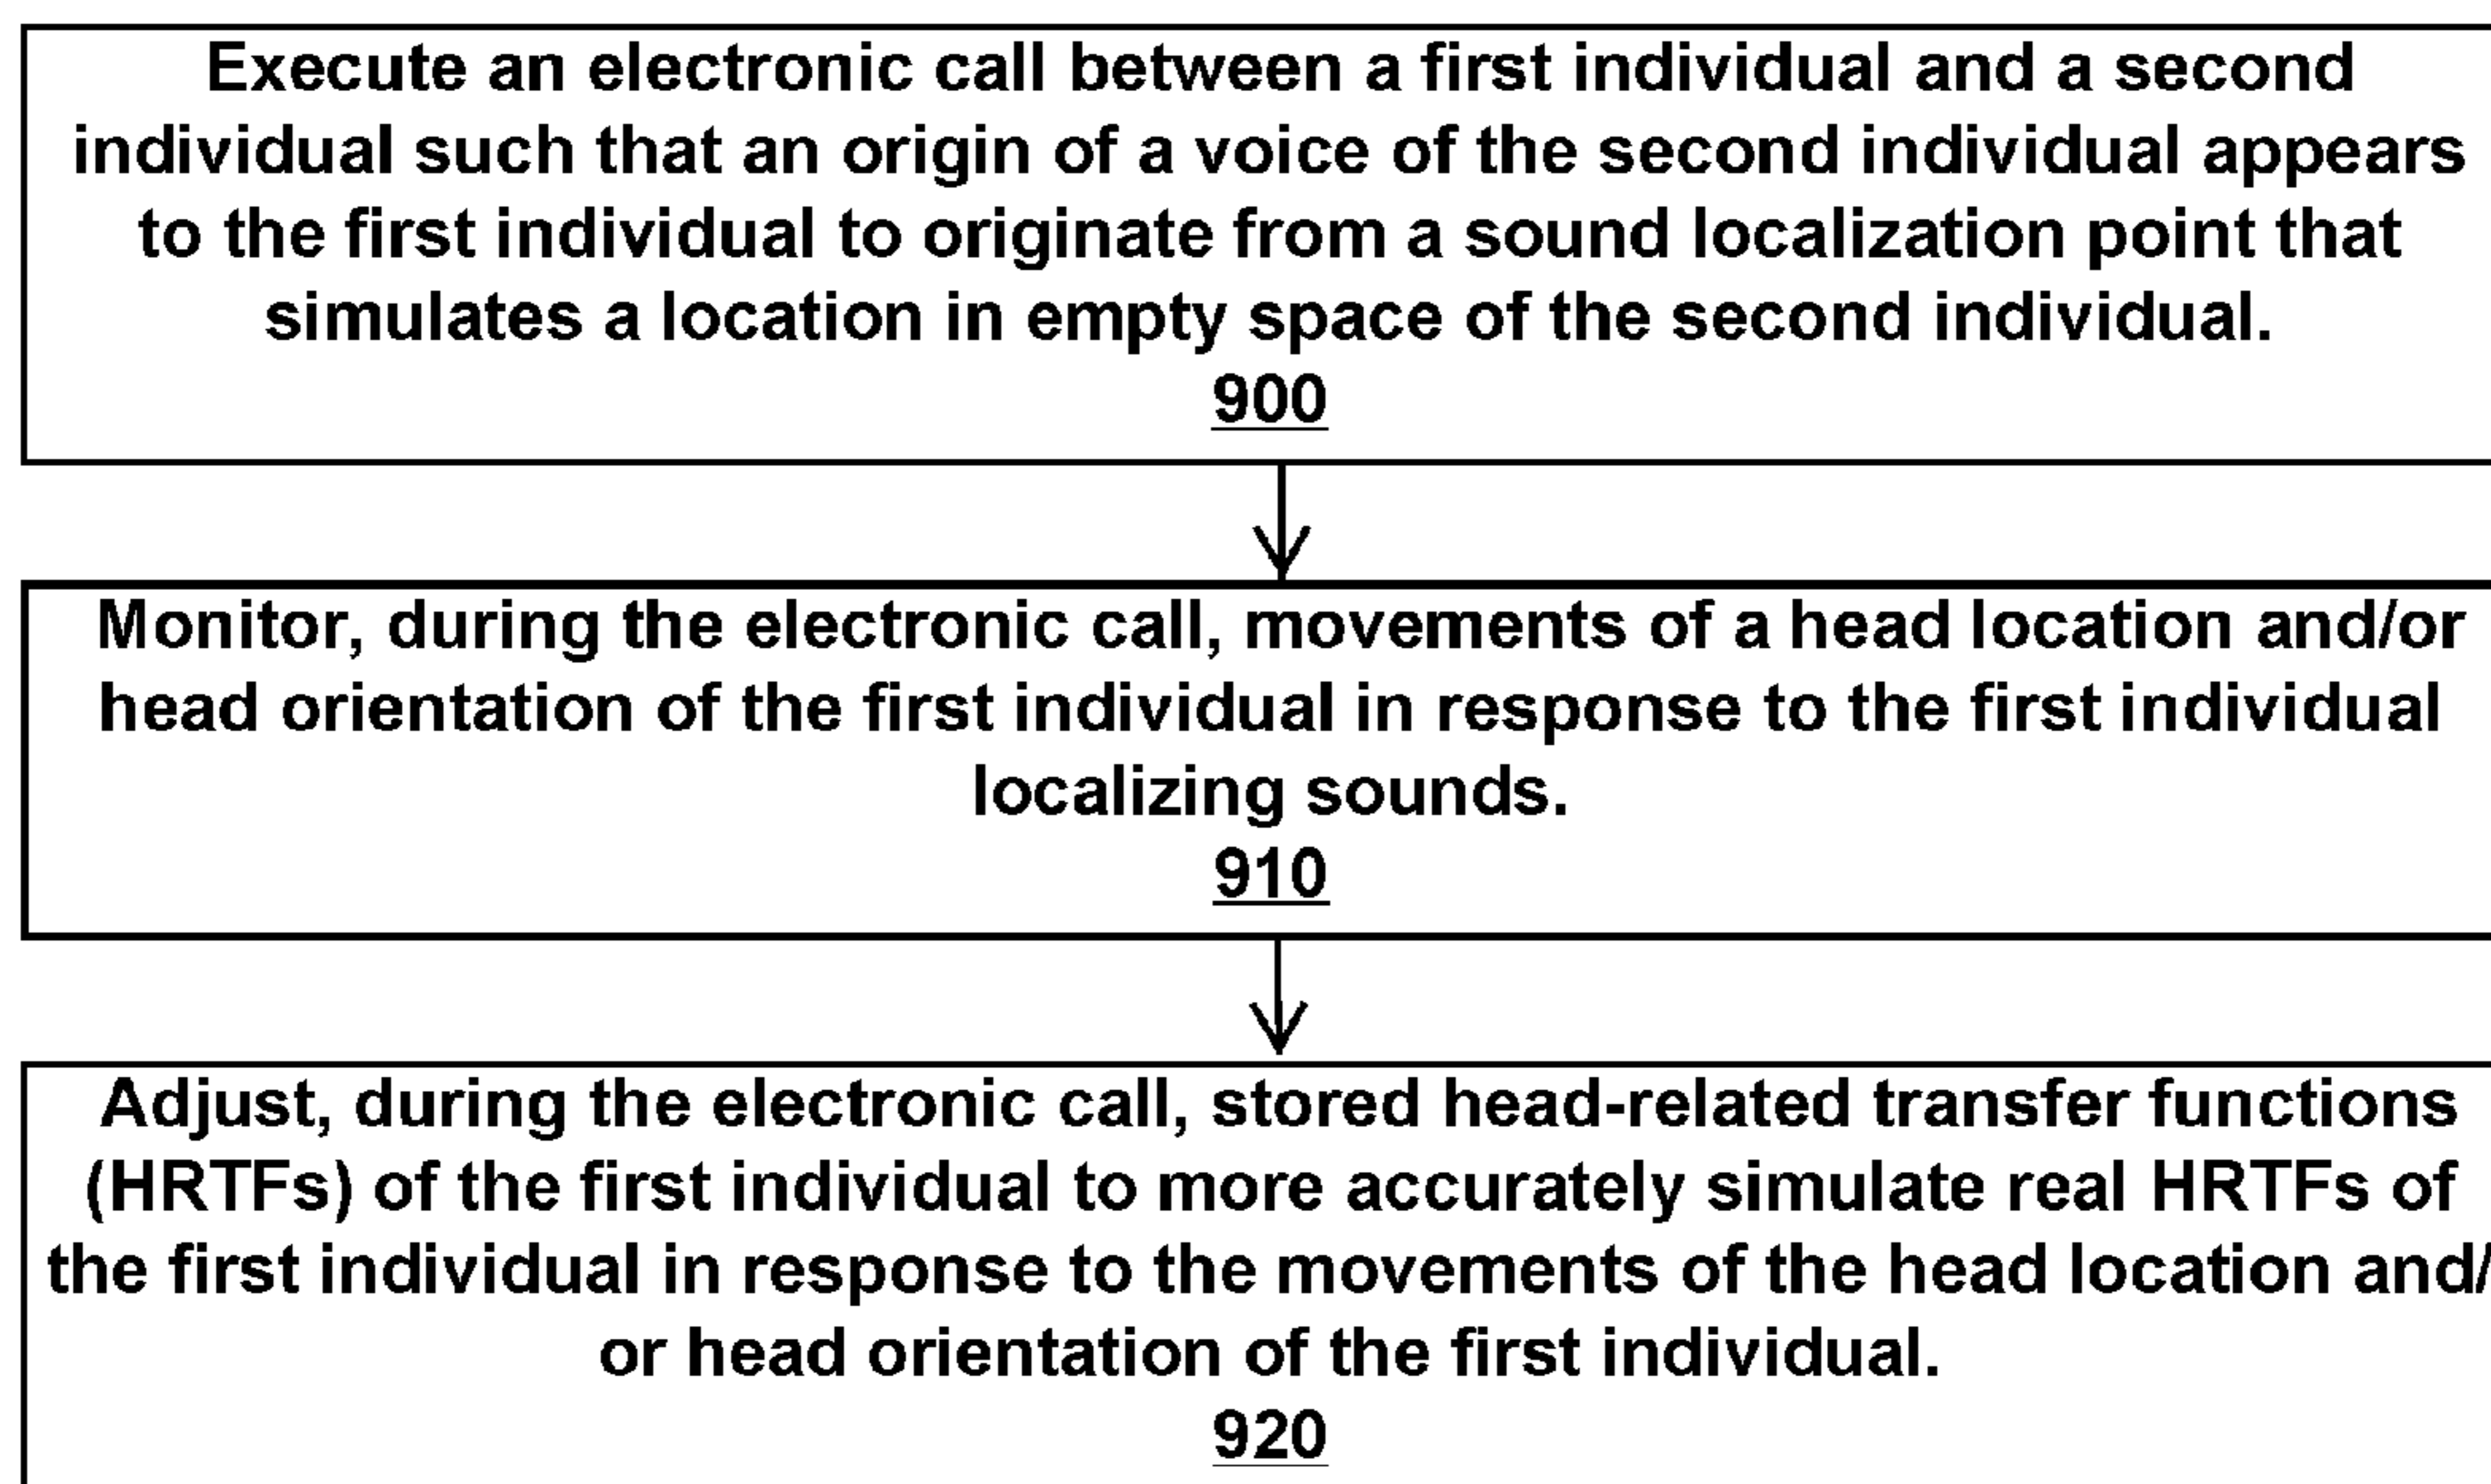 Execute an electronic call between a first individual and a second
individual such that an origin of a voice of the second individual appears
to the first individual to originate from a sound localization point that
simulates a location in empty space of the second individual.
900
Monitor, during the electronic call, movements of a head location and/or
head orientation of the first individual in response to the first individual
localizing sounds.
910
Adjust, during the electronic call, stored head-related transfer functions
(HRTFs) of the first individual to more accurately simulate real HRTFs of
the first individual in response to the movements of the head location and/
or head orientation of the first individual.
920